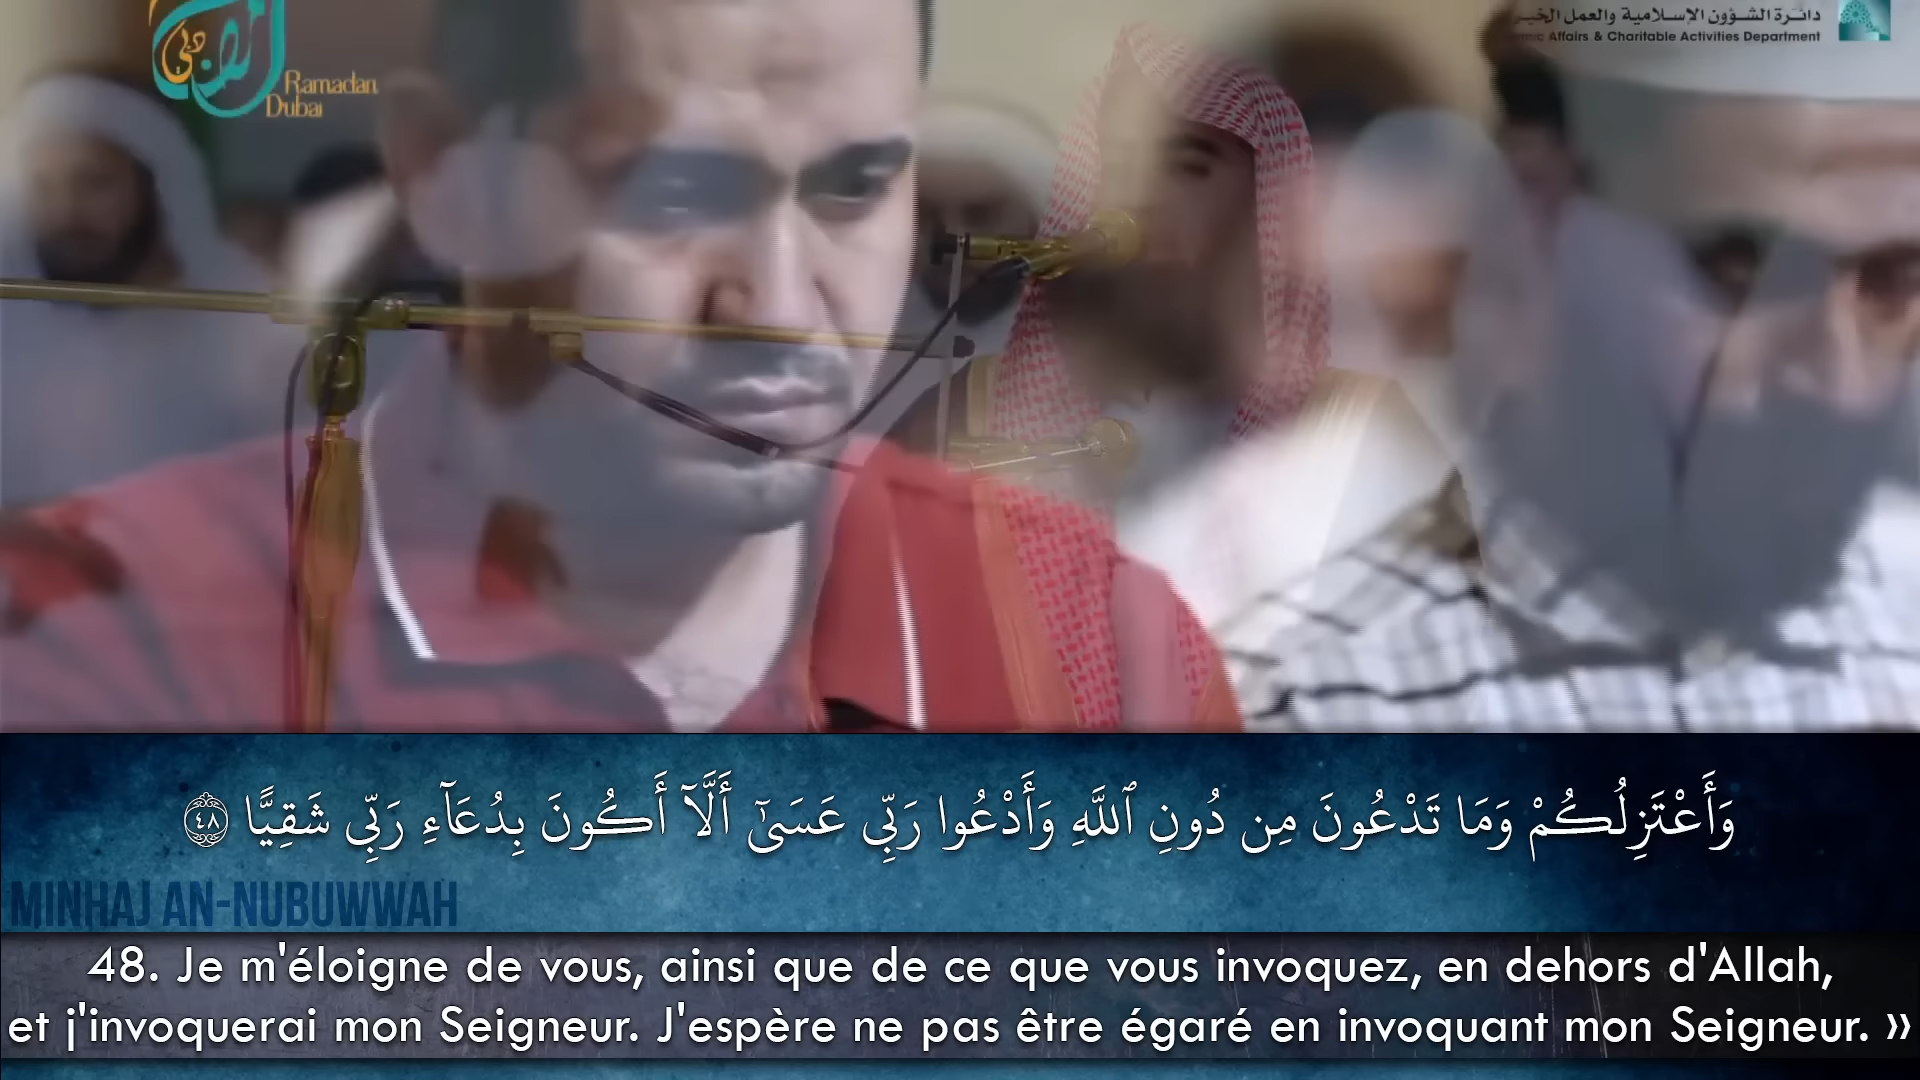 Ramadan
Dubai
دائرة الشؤون الإسلامية والعمل
Affairs & Charitable Activities Department
وَأَعْتَزِلُكُمْ وَمَا تَدْعُونَ مِن دُونِ ٱللَّهِ وَأَدْعُوا رَبِّى عَسَىٰٓ أَلَّآ أَكُونَ بِدُعَآءِ رَبِّى شَقِيًّا ٤٨
MINHAJ AN-NUBUWWAH
48. Je m'éloigne de vous, ainsi que de ce que vous invoquez, en dehors d'Allah,
et j'invoquerai mon Seigneur. J'espère ne pas être égaré en invoquant mon Seigneur. »